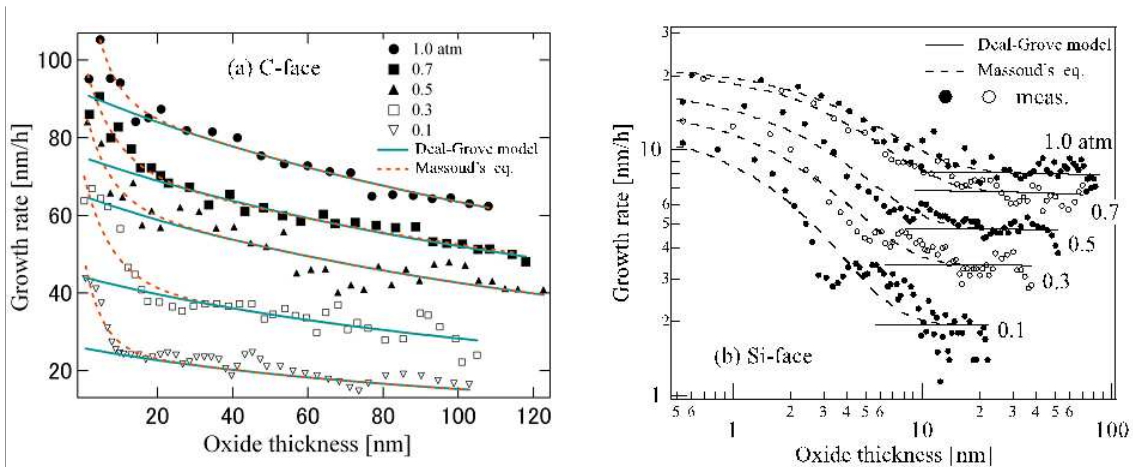 (a) C-face
1.0 atm
0.7
0.5
0.3
0.1
Deal-Grove model
Massoud's eq.
Growth rate [nm/h]
100
80
60
40
20
20 40 60 80 100 120
Oxide thickness [nm]
Deal-Grove model
Massoud's eq.
meas.
1.0 atm
0.7
0.5
0.3
0.1
(b) Si-face
Growth rate [nm/h]
3
2
10
6
5
4
3
2
1
5 6 1 2 3 4 5 6 10 2 3 4 5 6 100
Oxide thickness [nm]